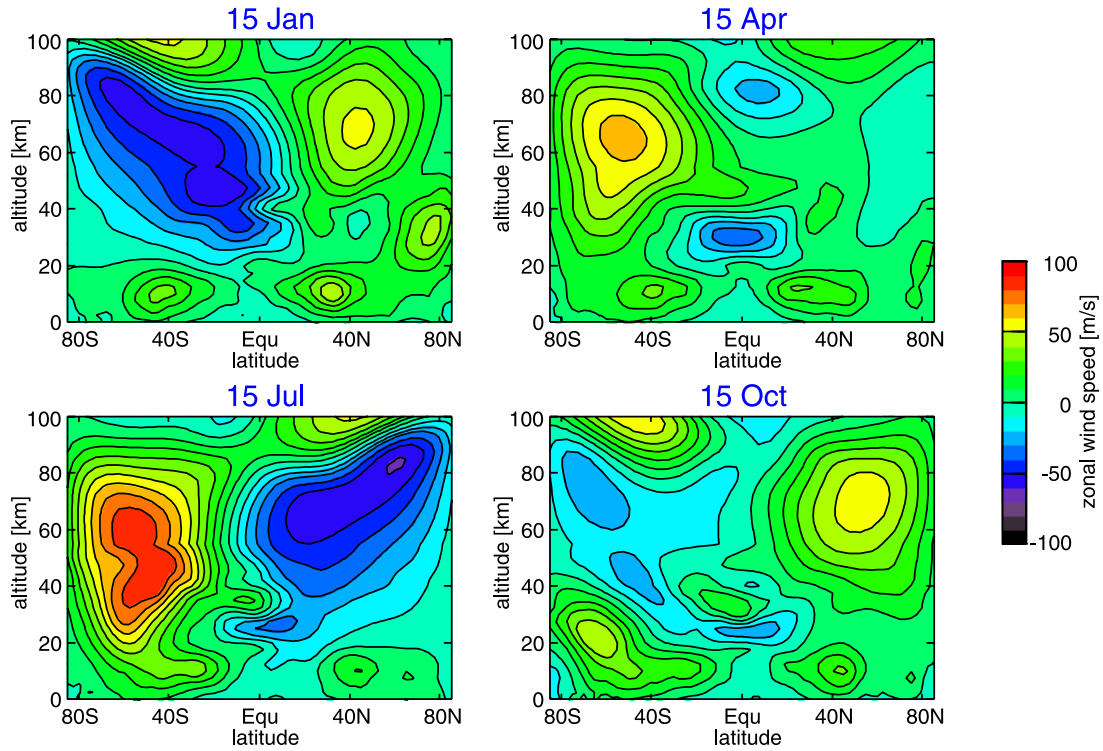 15 Jan
100
80
60
40
20
0
altitude [km]
80S 40S Equ 40N 80N
latitude
15 Apr
100
80
60
40
20
0
altitude [km]
80S 40S Equ 40N 80N
latitude
15 Jul
100
80
60
40
20
0
altitude [km]
80S 40S Equ 40N 80N
latitude
15 Oct
100
80
60
40
20
0
altitude [km]
80S 40S Equ 40N 80N
latitude
100
50
0
-50
-100
zonal wind speed [m/s]